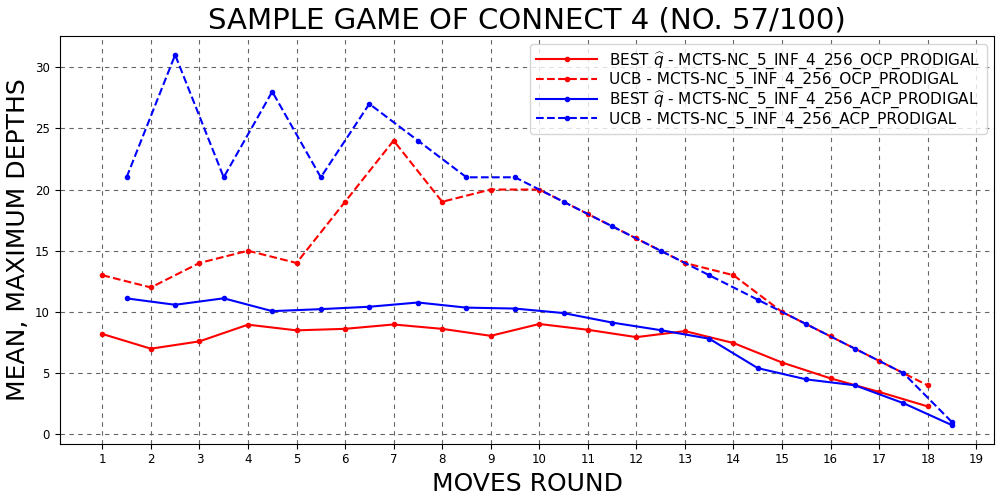 SAMPLE GAME OF CONNECT 4 (NO. 57/100)
MEAN, MAXIMUM DEPTHS
30
25
20
15
10
5
0
BEST q̂ - MCTS-NC_5_INF_4_256_OCP_PRODIGAL
UCB - MCTS-NC_5_INF_4_256_OCP_PRODIGAL
BEST q̂ - MCTS-NC_5_INF_4_256_ACP_PRODIGAL
UCB - MCTS-NC_5_INF_4_256_ACP_PRODIGAL
1 2 3 4 5 6 7 8 9 10 11 12 13 14 15 16 17 18 19
MOVES ROUND